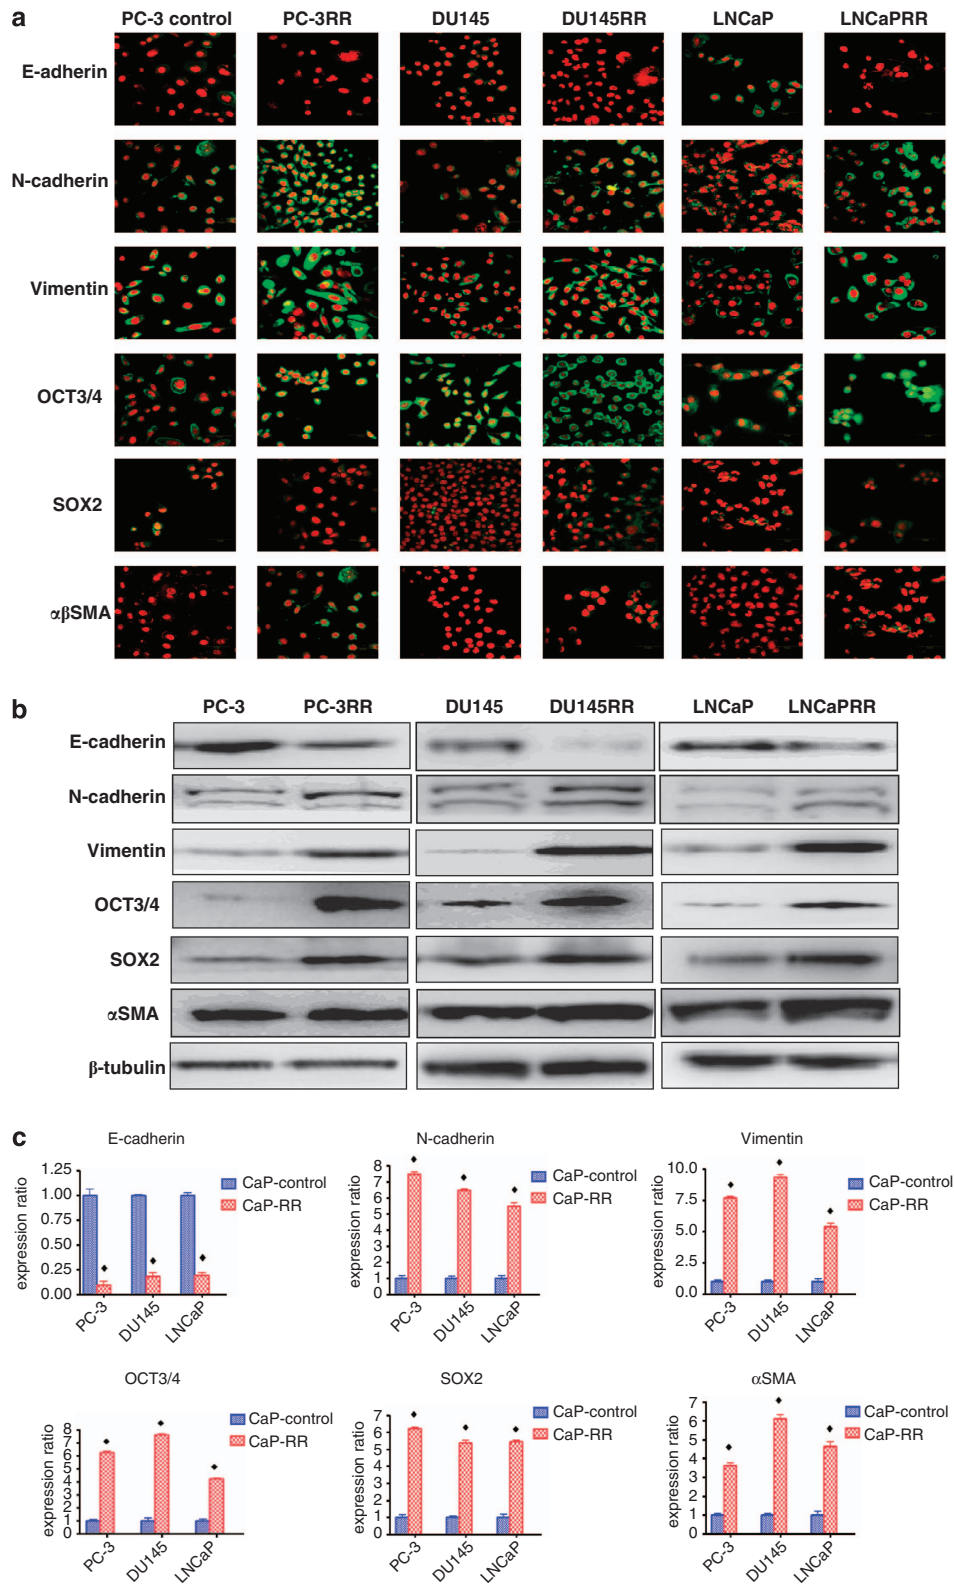 a
PC-3 control PC-3RR DU145 DU145RR LNCaP LNCaPRR
E-adherin
N-cadherin
Vimentin
OCT3/4
SOX2
αβSMA
b
PC-3 PC-3RR DU145 DU145RR LNCaP LNCaPRR
E-cadherin
N-cadherin
Vimentin
OCT3/4
SOX2
αSMA
β-tubulin
c
E-cadherin
expression ratio
1.25
1.00
0.75
0.50
0.25
0.00
CaP-control
CaP-RR
PC-3 DU145 LNCaP
N-cadherin
expression ratio
8
7
6
5
4
3
2
1
0
CaP-control
CaP-RR
PC-3 DU145 LNCaP
Vimentin
expression ratio
10.0
7.5
5.0
2.5
0.0
CaP-control
CaP-RR
PC-3 DU145 LNCaP
OCT3/4
expression ratio
8
7
6
5
4
3
2
1
0
CaP-control
CaP-RR
PC-3 DU145 LNCaP
SOX2
expression ratio
7
6
5
4
3
2
1
0
CaP-control
CaP-RR
PC-3 DU145 LNCaP
αSMA
expression ratio
7
6
5
4
3
2
1
0
CaP-control
CaP-RR
PC-3 DU145 LNCaP